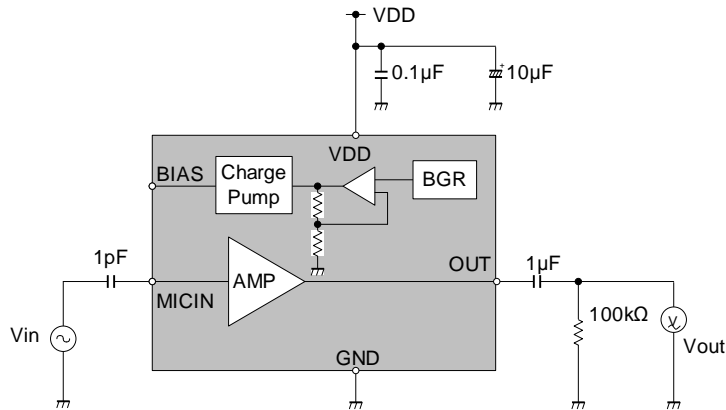 VDD
0.1µF
10µF
VDD
BIAS
Charge
Pump
BGR
1pF
MICIN
AMP
OUT
1µF
Vin
100kΩ
V
Vout
GND